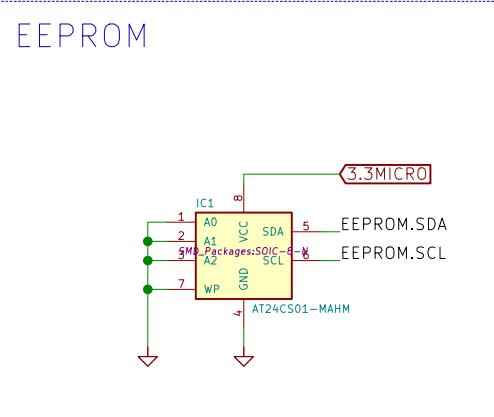 EEPROM
3.3MICRO
8
IC1
1
A0
VCC
SDA
5
EEPROM.SDA
2
A1
SMD_Packages:SOIC-8-N
3
A2
SCL
6
EEPROM.SCL
7
WP
GND
4
AT24CS01-MAHM